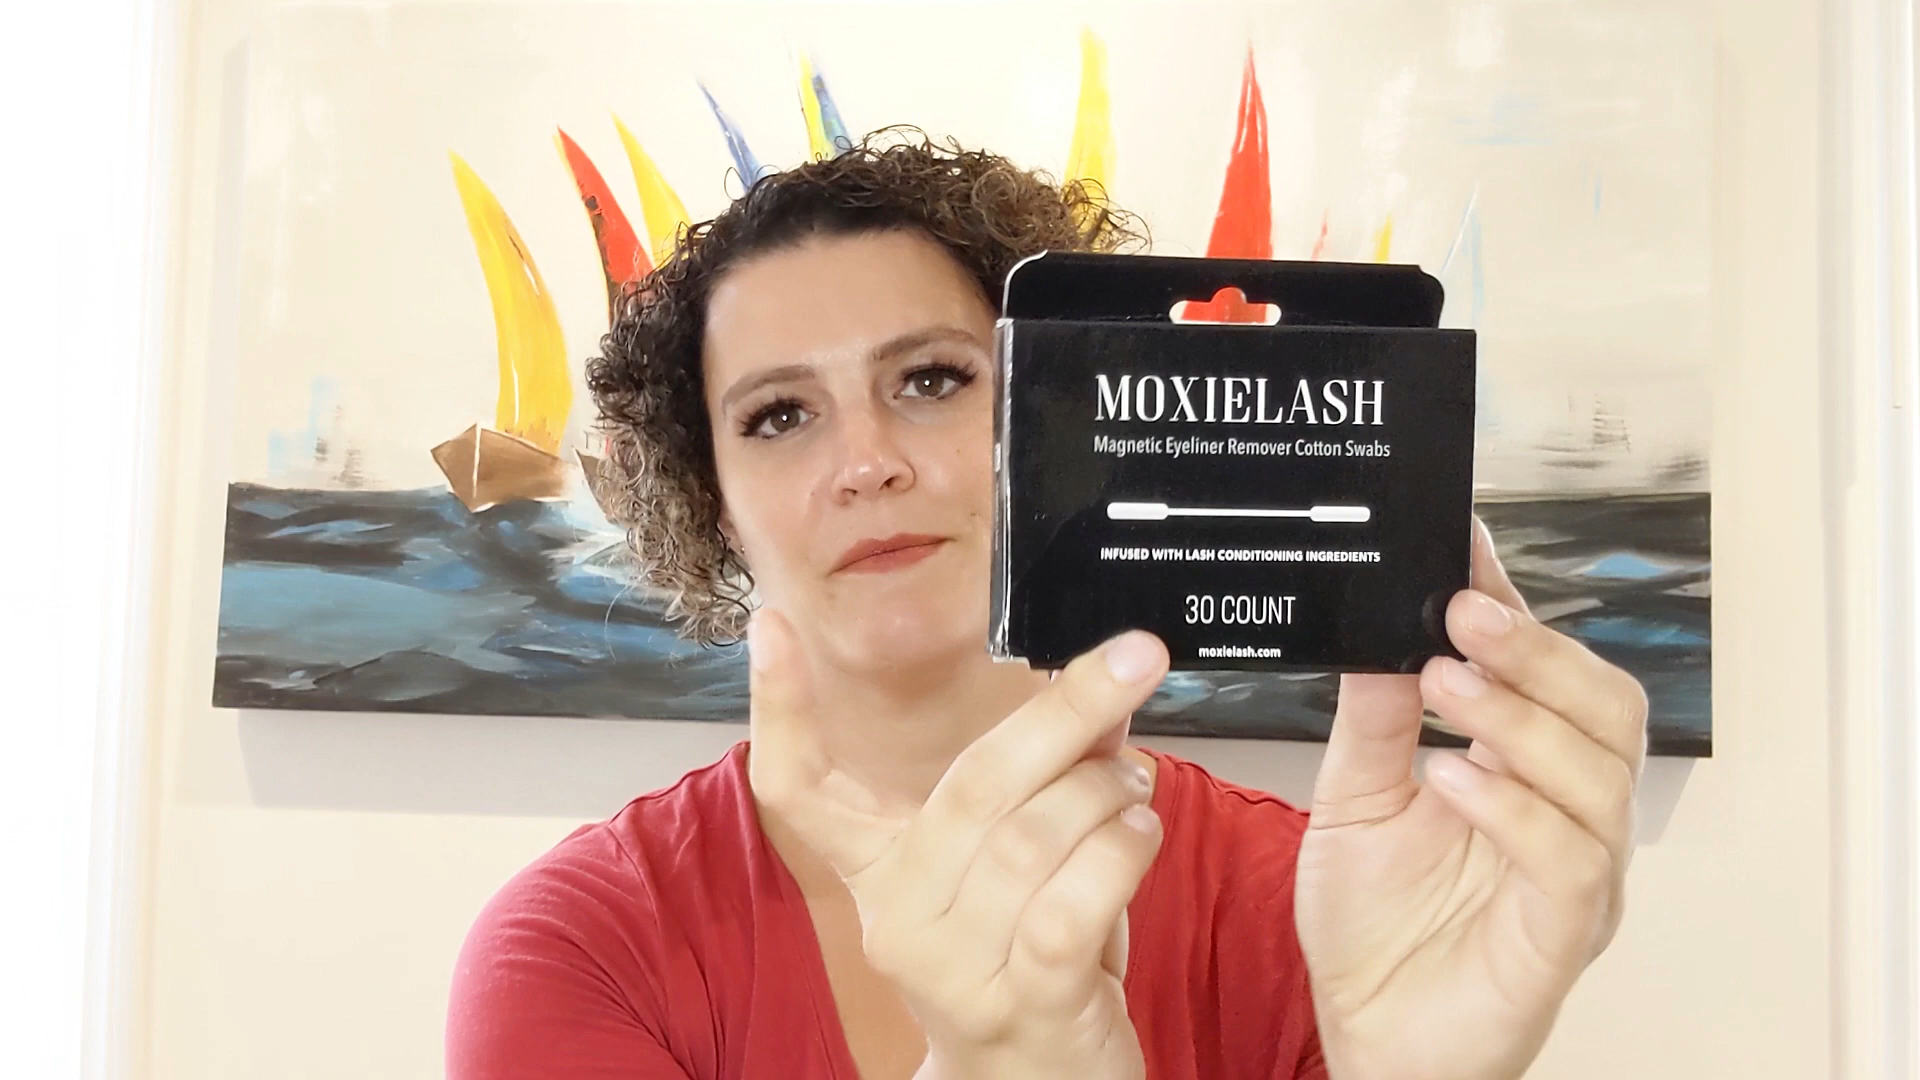 MOXIELASH
Magnetic Eyeliner Remover Cotton Swabs
INFUSED WITH LASH CONDITIONING INGREDIENTS
30 COUNT
moxielash.com